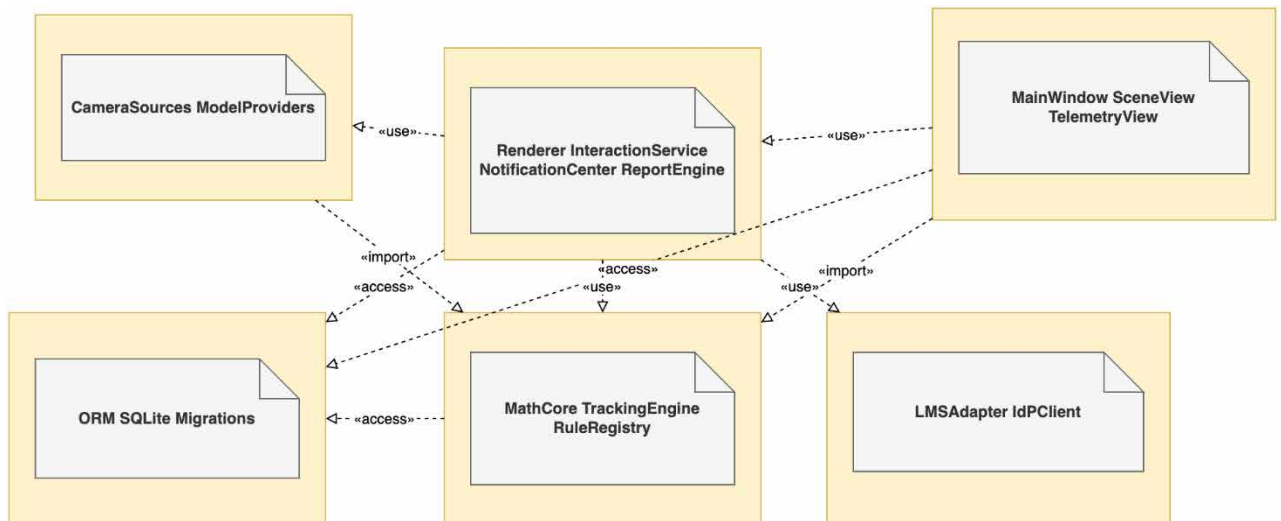 CameraSources ModelProviders
MainWindow SceneView
TelemetryView
«use»
«use»
Renderer InteractionService
NotificationCenter ReportEngine
«import»
«access»
«access»
«import»
«use»
«use»
ORM SQLite Migrations
«access»
MathCore TrackingEngine
RuleRegistry
LMSAdapter IdPClient